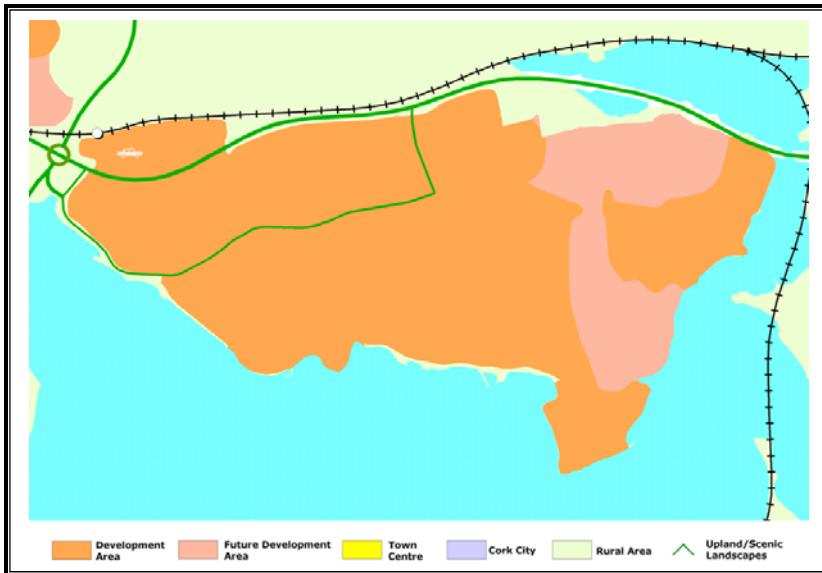 Development Area
Future Development Area
Town Centre
Cork City
Rural Area
Upland/Scenic Landscapes